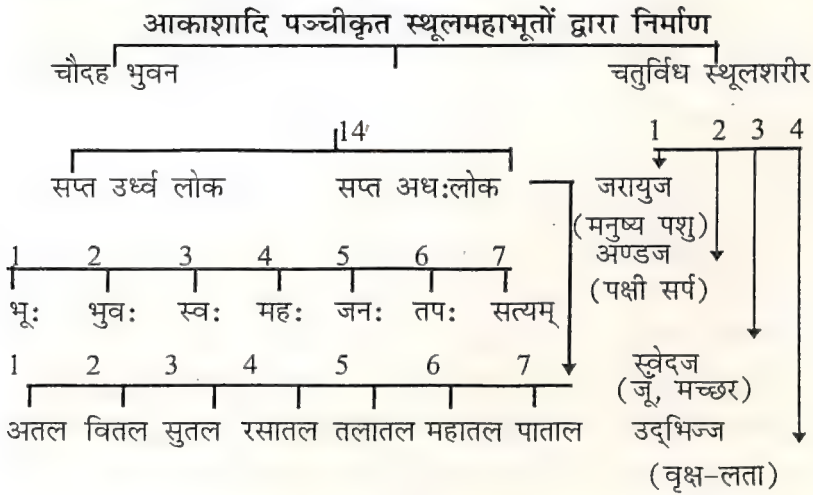 आकाशादि पञ्चीकृत स्थूलमहाभूतों द्वारा निर्माण
चौदह भुवन
चतुर्विध स्थूलशरीर
14
1 2 3 4
सप्त उर्ध्व लोक सप्त अध:लोक
जरायुज
(मनुष्य पशु)
अण्डज
(पक्षी सर्प)
स्वेदज
(जूँ, मच्छर)
उद्भिज्ज
(वृक्ष-लता)
1 2 3 4 5 6 7
भू: भुव: स्व: मह: जन: तप: सत्यम्
1 2 3 4 5 6 7
अतल वितल सुतल रसातल तलातल महातल पाताल